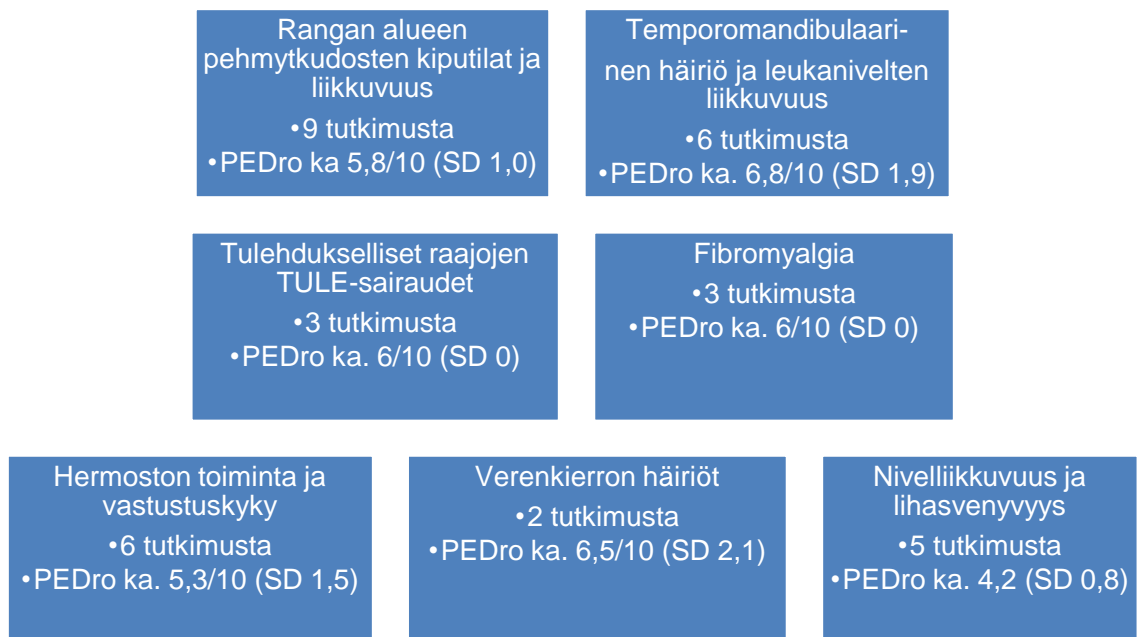 Rangan alueen
pehmytkudosten kiputilat ja
liikkuvuus
•9 tutkimusta
•PEDro ka 5,8/10 (SD 1,0)
Temporomandibulaari-
nen häiriö ja leukanivelten
liikkuvuus
•6 tutkimusta
•PEDro ka. 6,8/10 (SD 1,9)
Tulehdukselliset raajojen
TULE-sairaudet
•3 tutkimusta
•PEDro ka. 6/10 (SD 0)
Fibromyalgia
•3 tutkimusta
•PEDro ka. 6/10 (SD 0)
Hermoston toiminta ja
vastustuskyky
•6 tutkimusta
•PEDro ka. 5,3/10 (SD 1,5)
Verenkierron häiriöt
•2 tutkimusta
•PEDro ka. 6,5/10 (SD 2,1)
Nivelliikkuvuus ja
lihasvenyvyys
•5 tutkimusta
•PEDro ka. 4,2 (SD 0,8)